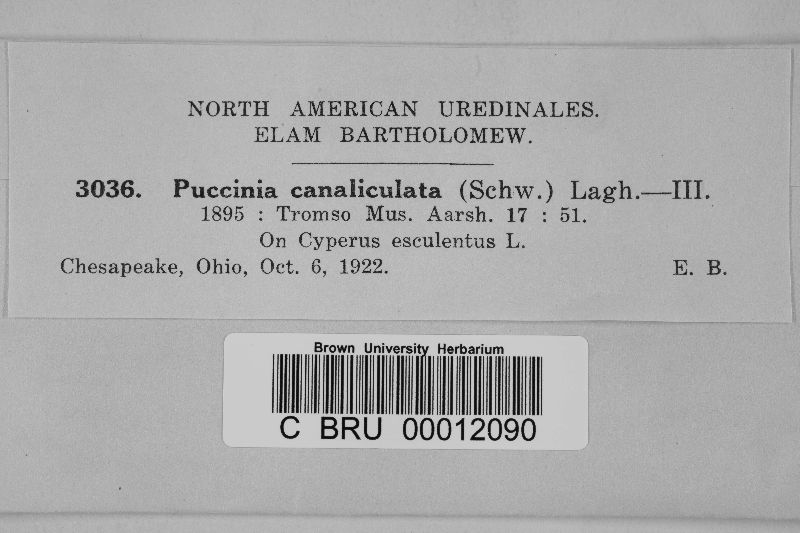 NORTH AMERICAN UREDINALES.
ELAM BARTHOLOMEW.
3036. Puccinia canaliculata (Schw.) Lagh.—III.
1895 : Tromso Mus. Aarsh. 17 : 51.
On Cyperus esculentus L.
Chesapeake, Ohio, Oct. 6, 1922. E. B.
Brown University Herbarium
C BRU 00012090